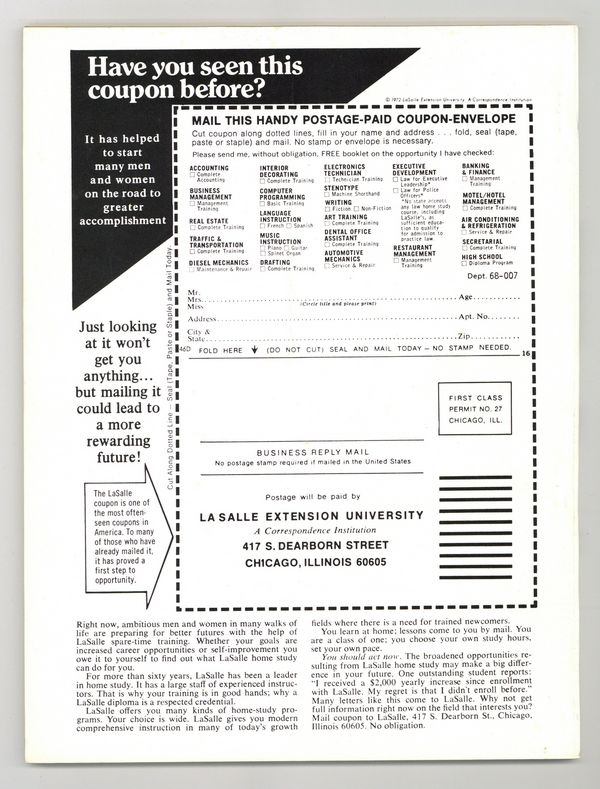 Have you seen this
coupon before?
© 1972 LaSalle Extension University. A Correspondence Institution
It has helped
to start
many men
and women
on the road to
greater
accomplishment
MAIL THIS HANDY POSTAGE-PAID COUPON-ENVELOPE
Cut coupon along dotted lines, fill in your name and address . . . fold, seal (tape,
paste or staple) and mail. No stamp or envelope is necessary.
Please send me, without obligation, FREE booklet on the opportunity I have checked:
ACCOUNTING
☐ Complete
Accounting
BUSINESS
MANAGEMENT
☐ Management
Training
REAL ESTATE
☐ Complete Training
TRAFFIC &
TRANSPORTATION
☐ Complete Training
DIESEL MECHANICS
☐ Maintenance & Repair
INTERIOR
DECORATING
☐ Complete Training
COMPUTER
PROGRAMMING
☐ Basic Training
LANGUAGE
INSTRUCTION
☐ French ☐ Spanish
MUSIC
INSTRUCTION
☐ Piano ☐ Guitar
☐ Spinet Organ
DRAFTING
☐ Complete Training
ELECTRONICS
TECHNICIAN
☐ Technician Training
STENOTYPE
☐ Machine Shorthand
WRITING
☐ Fiction ☐ Non-Fiction
ART TRAINING
☐ Complete Training
DENTAL OFFICE
ASSISTANT
☐ Complete Training
AUTOMOTIVE
MECHANICS
☐ Service & Repair
EXECUTIVE
DEVELOPMENT
☐ Law for Executive
Leadership*
☐ Law for Police
Officers*
*No state accepts
any law home study
course, including
LaSalle's, as
sufficient educa-
tion to qualify
for admission to
practice law.
RESTAURANT
MANAGEMENT
☐ Management
Training
BANKING
& FINANCE
☐ Management
Training
MOTEL/HOTEL
MANAGEMENT
☐ Complete Training
AIR CONDITIONING
& REFRIGERATION
☐ Service & Repair
SECRETARIAL
☐ Complete Training
HIGH SCHOOL
☐ Diploma Program
Dept. 68-007
Mr.
Mrs. Age
Miss (Circle title and please print)
Address Apt. No.
City &
State Zip
46D FOLD HERE (DO NOT CUT) SEAL AND MAIL TODAY – NO STAMP NEEDED. 16
Cut Along Dotted Line – Seal (Tape, Paste or Staple) and Mail Today.
Just looking
at it won't
get you
anything...
but mailing it
could lead to
a more
rewarding
future!
The LaSalle
coupon is one of
the most often-
seen coupons in
America. To many
of those who have
already mailed it,
it has proved a
first step to
opportunity.
FIRST CLASS
PERMIT NO. 27
CHICAGO, ILL.
BUSINESS REPLY MAIL
No postage stamp required if mailed in the United States
Postage will be paid by
LA SALLE EXTENSION UNIVERSITY
A Correspondence Institution
417 S. DEARBORN STREET
CHICAGO, ILLINOIS 60605
Right now, ambitious men and women in many walks of
life are preparing for better futures with the help of
LaSalle spare-time training. Whether your goals are
increased career opportunities or self-improvement you
owe it to yourself to find out what LaSalle home study
can do for you.
For more than sixty years, LaSalle has been a leader
in home study. It has a large staff of experienced instruc-
tors. That is why your training is in good hands; why a
LaSalle diploma is a respected credential.
LaSalle offers you many kinds of home-study pro-
grams. Your choice is wide. LaSalle gives you modern
comprehensive instruction in many of today's growth
fields where there is a need for trained newcomers.
You learn at home; lessons come to you by mail. You
are a class of one; you choose your own study hours,
set your own pace.
You should act now. The broadened opportunities re-
sulting from LaSalle home study may make a big differ-
ence in your future. One outstanding student reports:
"I received a $2,000 yearly increase since enrollment
with LaSalle. My regret is that I didn't enroll before."
Many letters like this come to LaSalle. Why not get
full information right now on the field that interests you?
Mail coupon to LaSalle, 417 S. Dearborn St., Chicago,
Illinois 60605. No obligation.